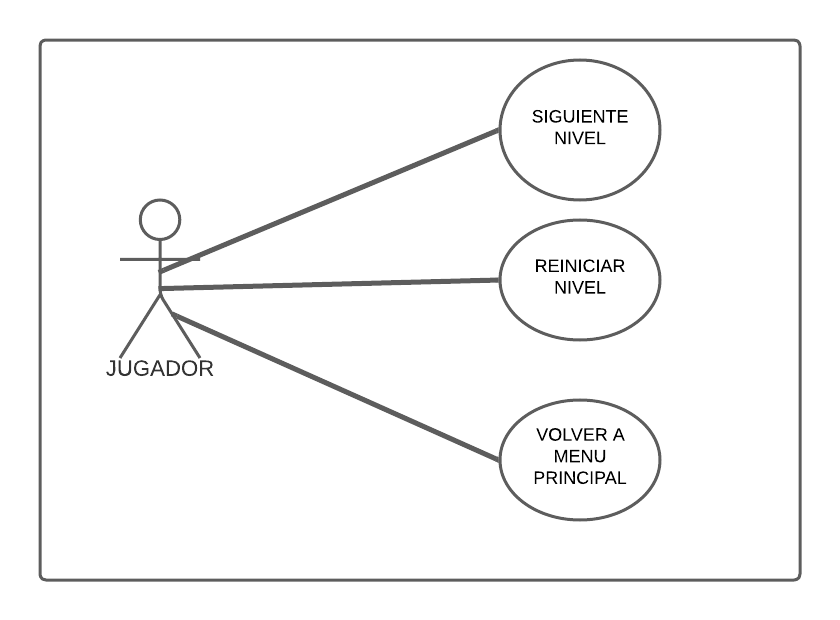 SIGUIENTE
NIVEL
REINICIAR
NIVEL
JUGADOR
VOLVER A
MENU
PRINCIPAL